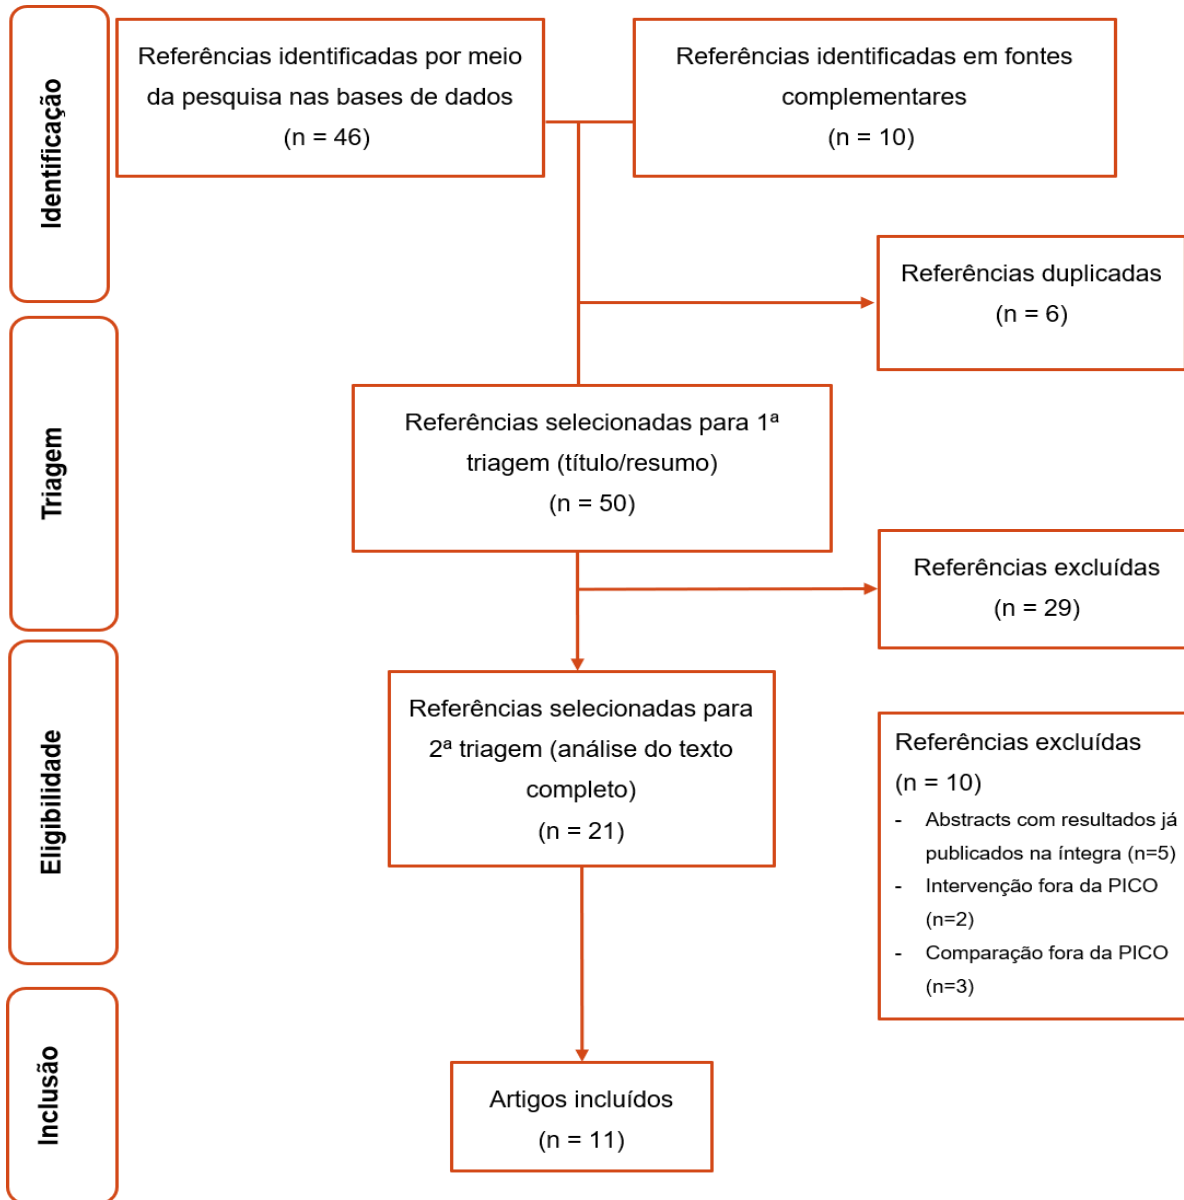 Identificação
Referências identificadas por meio
da pesquisa nas bases de dados
(n = 46)
Referências identificadas em fontes
complementares
(n = 10)
Referências duplicadas
(n = 6)
Triagem
Referências selecionadas para 1ª
triagem (título/resumo)
(n = 50)
Referências excluídas
(n = 29)
Eligibilidade
Referências selecionadas para
2ª triagem (análise do texto
completo)
(n = 21)
Referências excluídas
(n = 10)
- Abstracts com resultados já
publicados na íntegra (n=5)
- Intervenção fora da PICO
(n=2)
- Comparação fora da PICO
(n=3)
Inclusão
Artigos incluídos
(n = 11)